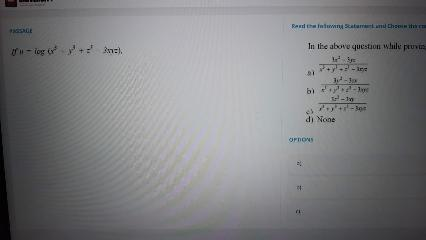 PASSAGE
If u = log (x³ + y³ + z³ - 3xyz),
Read the following Statement and Choose the co
In the above question while provin
a) 3x² - 3yz / x³ + y³ + z³ - 3xyz
b) 3y² - 3xz / x³ + y³ + z³ - 3xyz
c) 3z² - 3xy / x³ + y³ + z³ - 3xyz
d) None
OPTIONS
a)
b)
c)